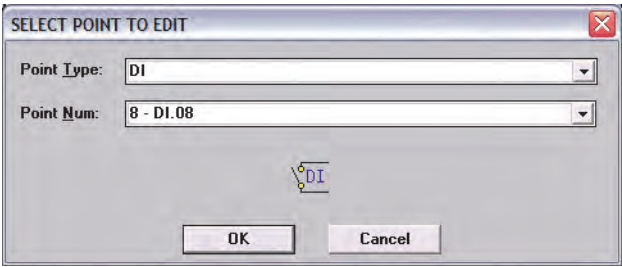 SELECT POINT TO EDIT
Point Type: DI
Point Num: 8 - DI.08
DI
OK Cancel